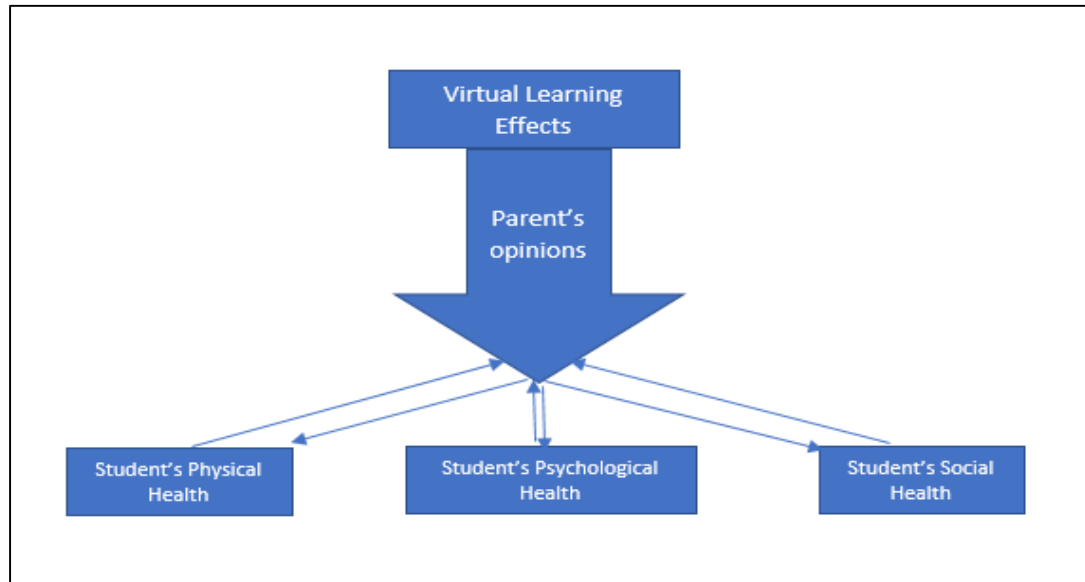 Virtual Learning
Effects
Parent's
opinions
Student's Physical
Health
Student's Psychological
Health
Student's Social
Health